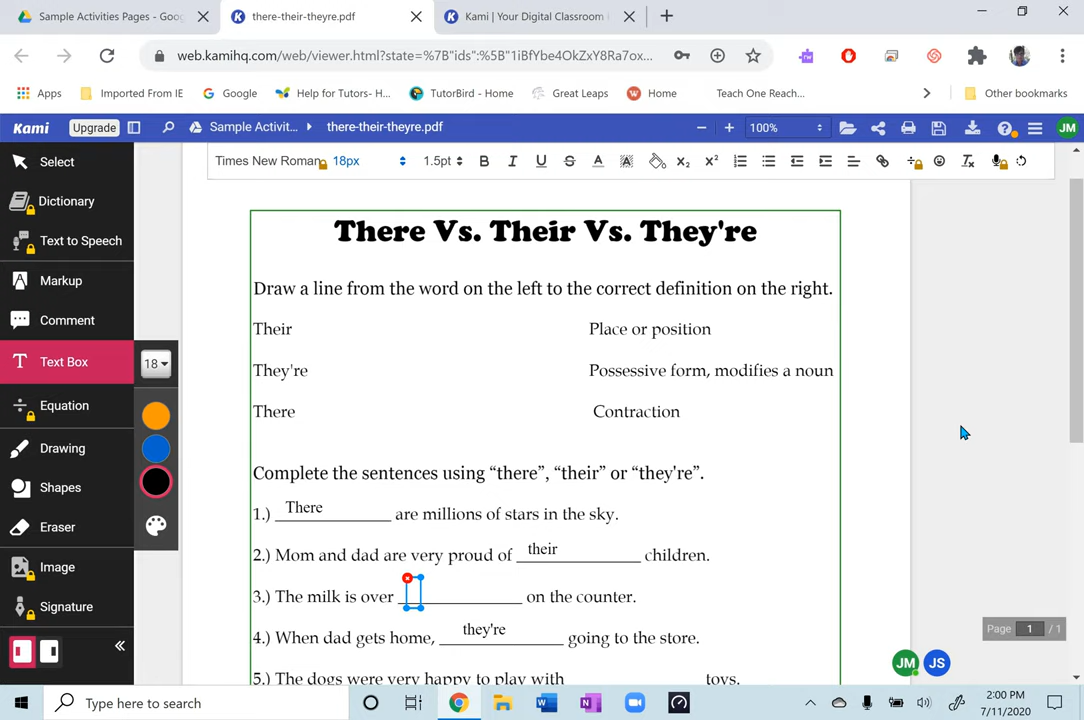 Sample Activities Pages - Goog
there-their-theyre.pdf
Kami | Your Digital Classroom
web.kamihq.com/web/viewer.html?state=%7B"ids":%5B"1iBfYbe4OkZxY8Ra7ox...
Apps
Imported From IE
Google
Help for Tutors- H...
TutorBird - Home
Great Leaps
Home
Teach One Reach...
Other bookmarks
Kami
Upgrade
Sample Activit...
there-their-theyre.pdf
100%
JM
Select
Dictionary
Text to Speech
Markup
Comment
Text Box
Equation
Drawing
Shapes
Eraser
Image
Signature
18
Times New Roman
18px
1.5pt
B I U S A A X₂ X²
There Vs. Their Vs. They're
Draw a line from the word on the left to the correct definition on the right.
Their Place or position
They're Possessive form, modifies a noun
There Contraction
Complete the sentences using “there”, “their” or “they're”.
1.) There are millions of stars in the sky.
2.) Mom and dad are very proud of their children.
3.) The milk is over ____________ on the counter.
4.) When dad gets home, they're going to the store.
5.) The dogs were very happy to play with toys.
Page 1 / 1
JM JS
Type here to search
2:00 PM
7/11/2020